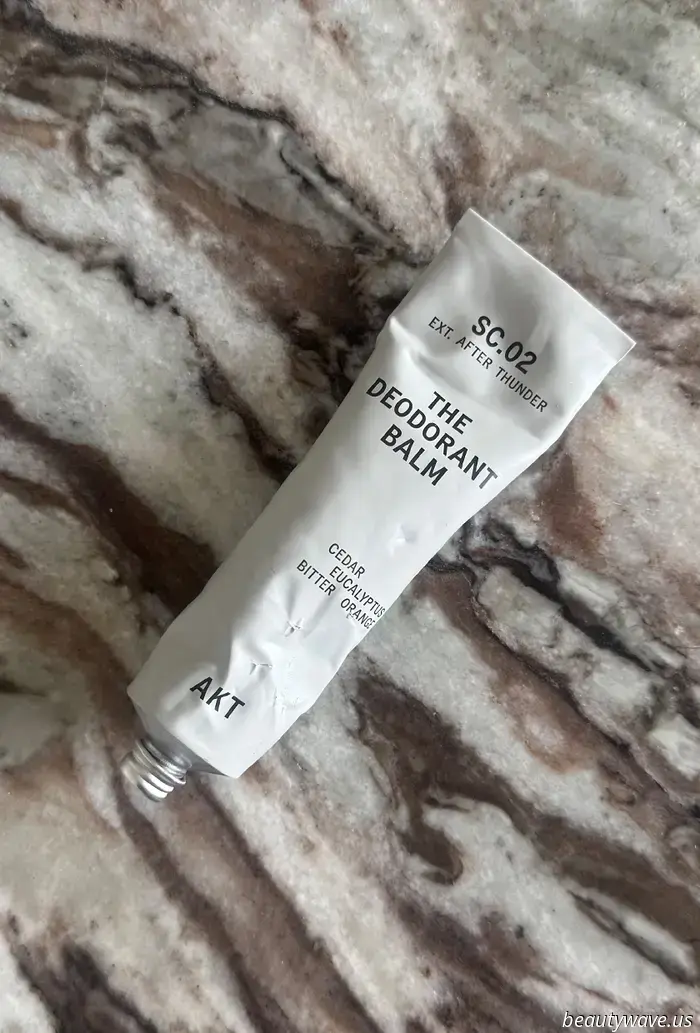 SC.02
EXT. AFTER THUNDER
THE
DEODORANT
BALM
CEDAR
EUCALYPTUS
BITTER ORANGE
AKT
beautywave.us